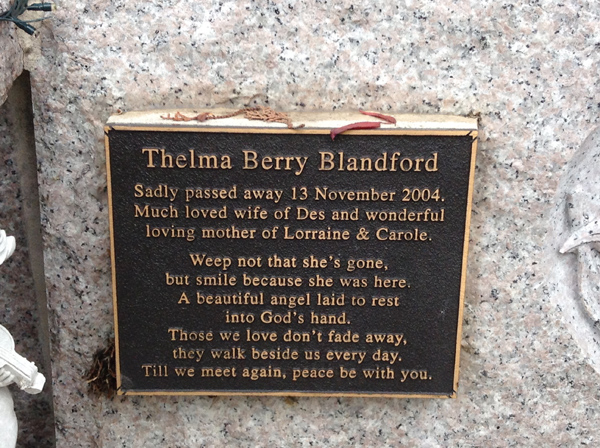 Thelma Berry Blandford
Sadly passed away 13 November 2004.
Much loved wife of Des and wonderful
loving mother of Lorraine & Carole.
Weep not that she's gone,
but smile because she was here.
A beautiful angel laid to rest
into God's hand.
Those we love don't fade away,
they walk beside us every day.
Till we meet again, peace be with you.